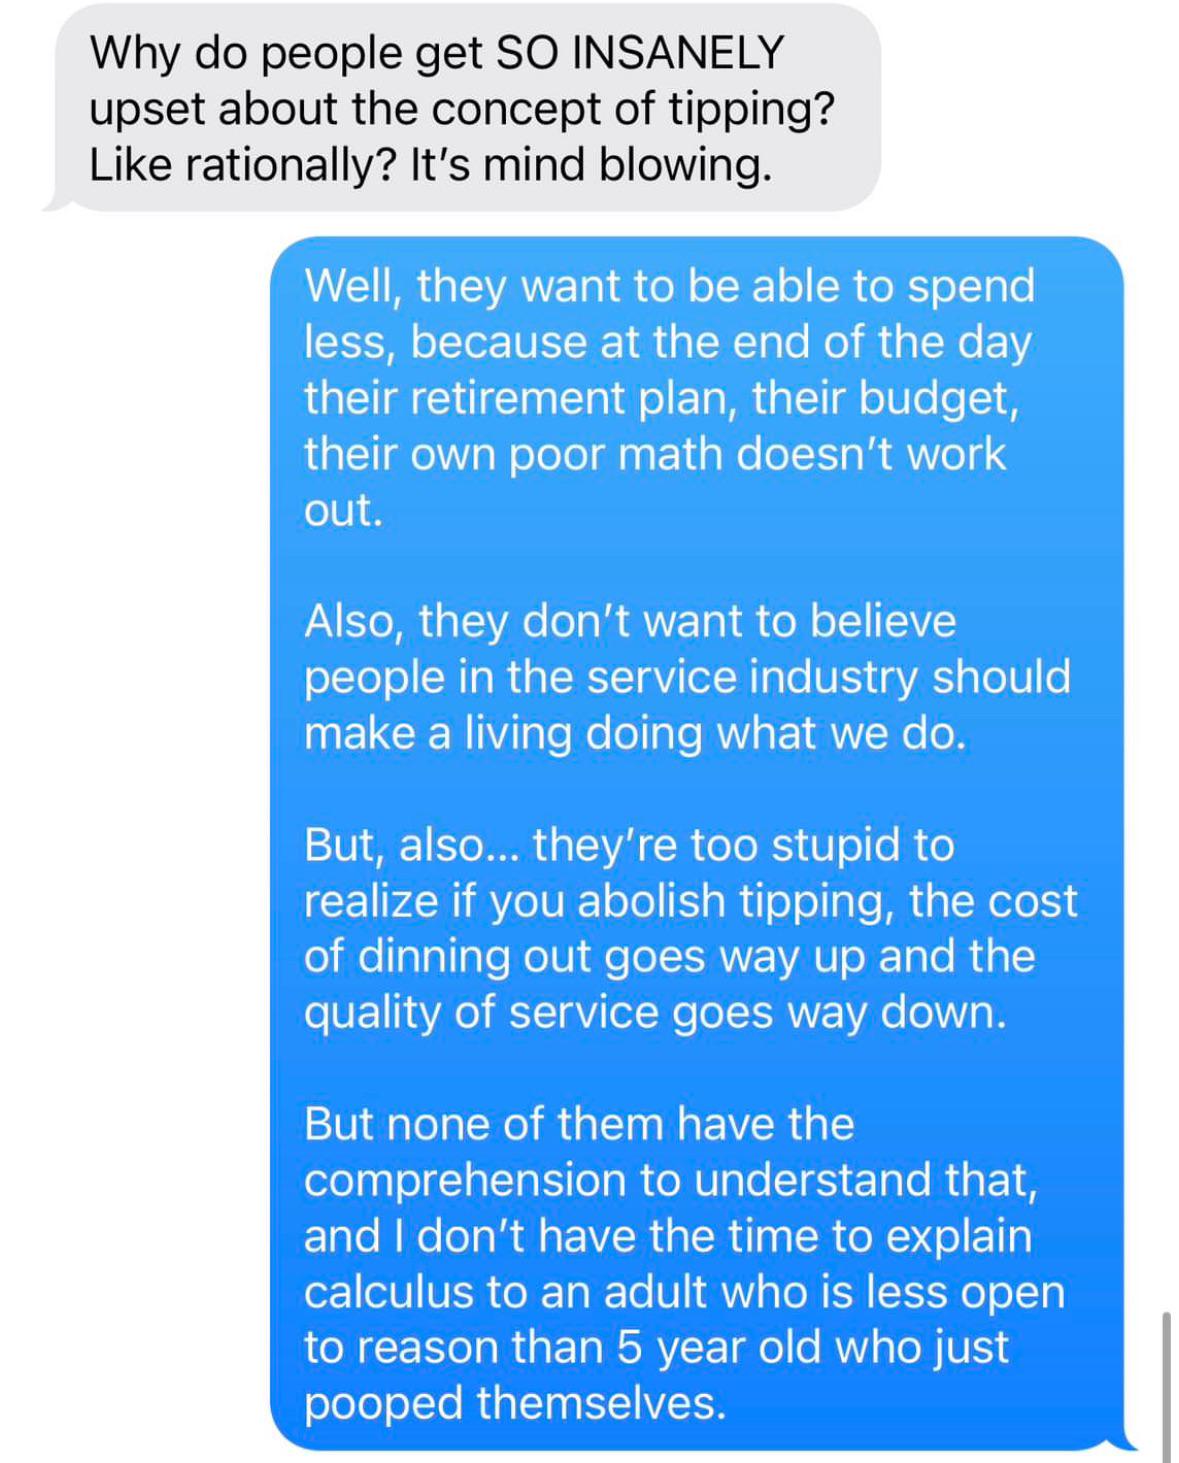 Why do people get SO INSANELY
upset about the concept of tipping?
Like rationally? It’s mind blowing.
Well, they want to be able to spend
less, because at the end of the day
their retirement plan, their budget,
their own poor math doesn’t work
out.
Also, they don’t want to believe
people in the service industry should
make a living doing what we do.
But, also... they’re too stupid to
realize if you abolish tipping, the cost
of dinning out goes way up and the
quality of service goes way down.
But none of them have the
comprehension to understand that,
and I don’t have the time to explain
calculus to an adult who is less open
to reason than 5 year old who just
pooped themselves.